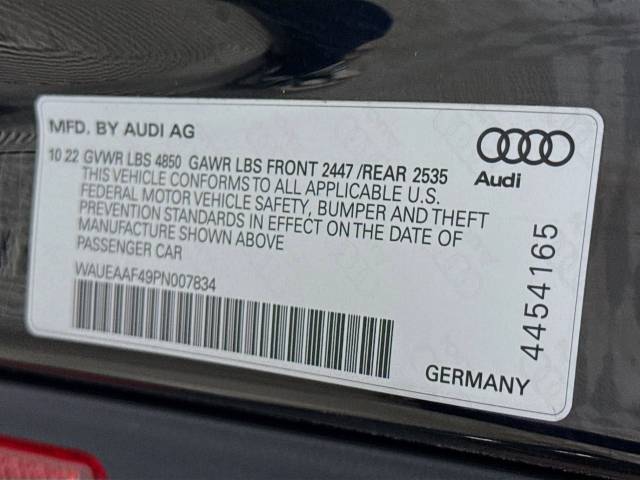 MFD. BY AUDI AG
10 22 GVWR LBS 4850 GAWR LBS FRONT 2447 /REAR 2535
THIS VEHICLE CONFORMS TO ALL APPLICABLE U.S.
FEDERAL MOTOR VEHICLE SAFETY, BUMPER AND THEFT
PREVENTION STANDARDS IN EFFECT ON THE DATE OF
MANUFACTURE SHOWN ABOVE
PASSENGER CAR
WAUEAAF49PN007834
Audi
4454165
GERMANY